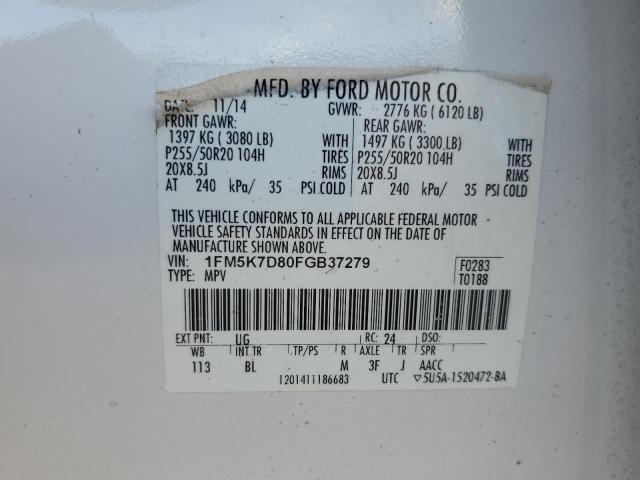 MFD. BY FORD MOTOR CO.
DATE: 11/14 GVWR: 2776 KG ( 6120 LB)
FRONT GAWR: REAR GAWR:
1397 KG ( 3080 LB) WITH 1497 KG ( 3300 LB) WITH
P255/50R20 104H TIRES P255/50R20 104H TIRES
20X8.5J RIMS 20X8.5J RIMS
AT 240 kPa/ 35 PSI COLD AT 240 kPa/ 35 PSI COLD
THIS VEHICLE CONFORMS TO ALL APPLICABLE FEDERAL MOTOR
VEHICLE SAFETY STANDARDS IN EFFECT ON THE DATE OF
MANUFACTURE SHOWN ABOVE.
VIN: 1FM5K7D80FGB37279 F0283
TYPE: MPV T0188
EXT PNT: UG RC: 24 DSO:
WB INT TR TP/PS R AXLE TR SPR
113 BL M 3F J AACC
I201411186683 UTC ▽5U5A-1520472-BA